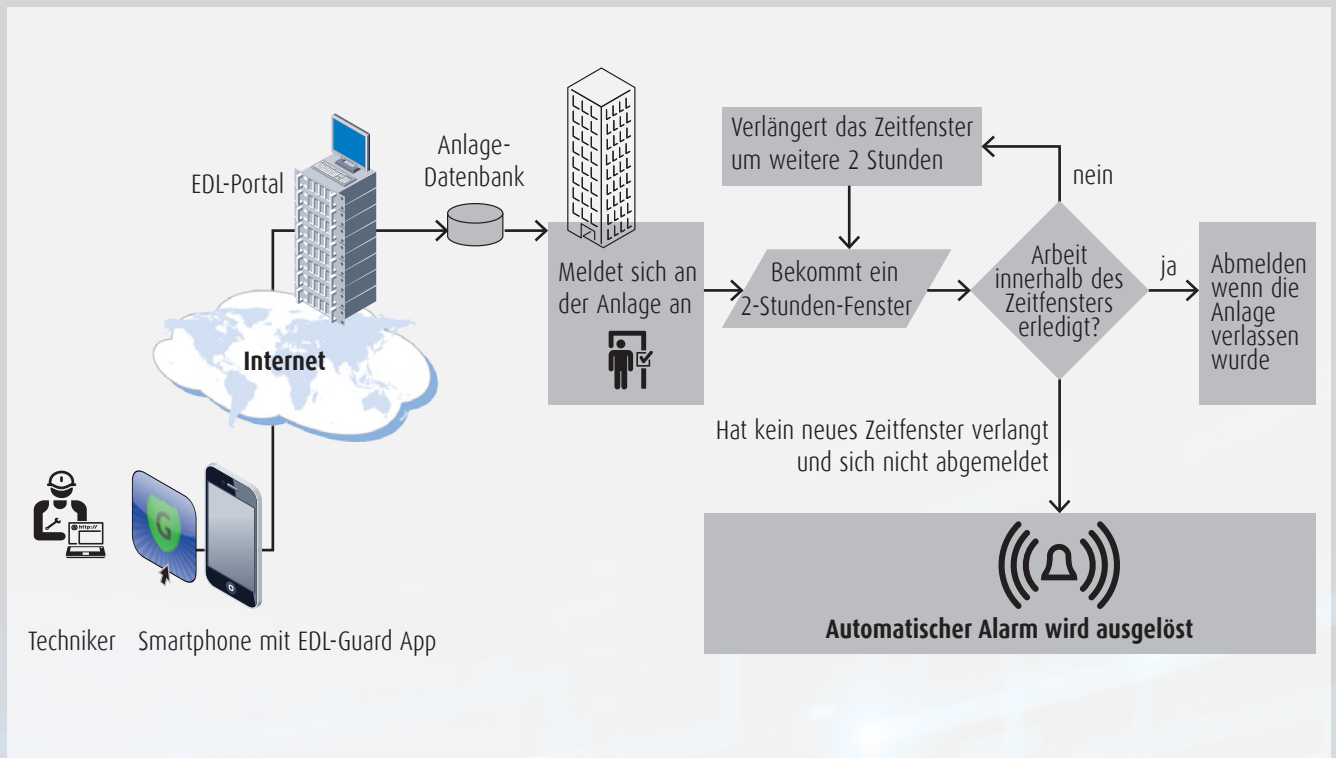 EDL-Portal
Anlage-
Datenbank
Internet
Techniker
G
http://
Smartphone mit EDL-Guard App
Meldet sich an
der Anlage an
Verlängert das Zeitfenster
um weitere 2 Stunden
Bekommt ein
2-Stunden-Fenster
Arbeit
innerhalb des
Zeitfensters
erledigt?
nein
ja
Abmelden
wenn die
Anlage
verlassen
wurde
Hat kein neues Zeitfenster verlangt
und sich nicht abgemeldet
Automatischer Alarm wird ausgelöst